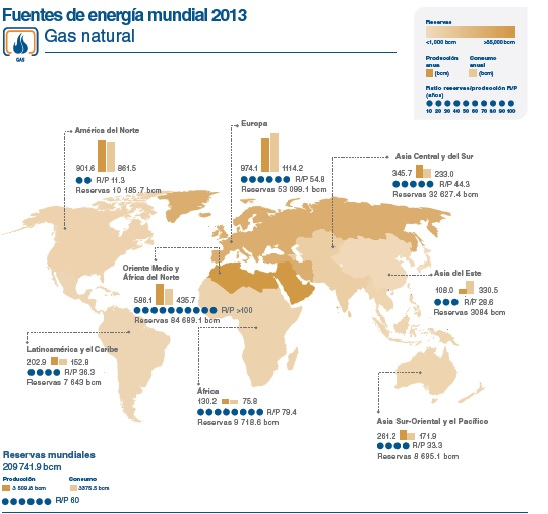 Fuentes de energía mundial 2013
GAS
Gas natural
Reservas
<1,000 bcm >85,000 bcm
Producción anua (bcm)
Consumo anual (bcm)
Ratio reservas/producción R/P (años)
10 20 30 40 50 60 70 80 90 100
América del Norte
901.6 861.5
R/P 11.3
Reservas 10 185.7 bcm
Europa
974.1 1114.2
R/P 54.8
Reservas 53 099.1 bcm
Asia Central y del Sur
345.7 233.0
R/P 44.3
Reservas 32 627.4 bcm
Oriente Medio y
África del Norte
586.1 435.7
R/P >100
Reservas 84 689.1 bcm
Asia del Este
108.0 330.5
R/P 28.6
Reservas 3084 bcm
Latinoamérica y el Caribe
202.9 152.8
R/P 36.3
Reservas 7 643 bcm
África
130.2 75.8
R/P 79.4
Reservas 9 718.6 bcm
Asia Sur-Oriental y el Pacífico
261.2 171.9
R/P 33.3
Reservas 8 695.1 bcm
Reservas mundiales
209 741.9 bcm
Producción Consumo
R/P 60